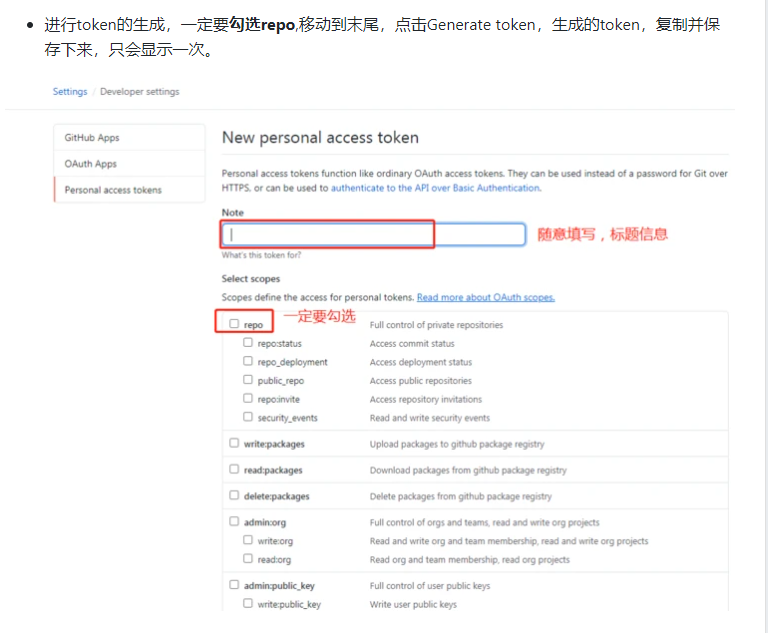 进行token的生成，一定要勾选repo,移动到末尾，点击Generate token，生成的token，复制并保
存下来，只会显示一次。
Settings / Developer settings
GitHub Apps
OAuth Apps
Personal access tokens
New personal access token
Personal access tokens function like ordinary OAuth access tokens. They can be used instead of a password for Git over
HTTPS, or can be used to authenticate to the API over Basic Authentication.
Note
随意填写，标题信息
What's this token for?
Select scopes
Scopes define the access for personal tokens. Read more about OAuth scopes.
一定要勾选
repo Full control of private repositories
repo:status Access commit status
repo_deployment Access deployment status
public_repo Access public repositories
repo:invite Access repository invitations
security_events Read and write security events
write:packages Upload packages to github package registry
read:packages Download packages from github package registry
delete:packages Delete packages from github package registry
admin:org Full control of orgs and teams, read and write org projects
write:org Read and write org and team membership, read and write org projects
read:org Read org and team membership, read org projects
admin:public_key Full control of user public keys
write:public_key Write user public keys